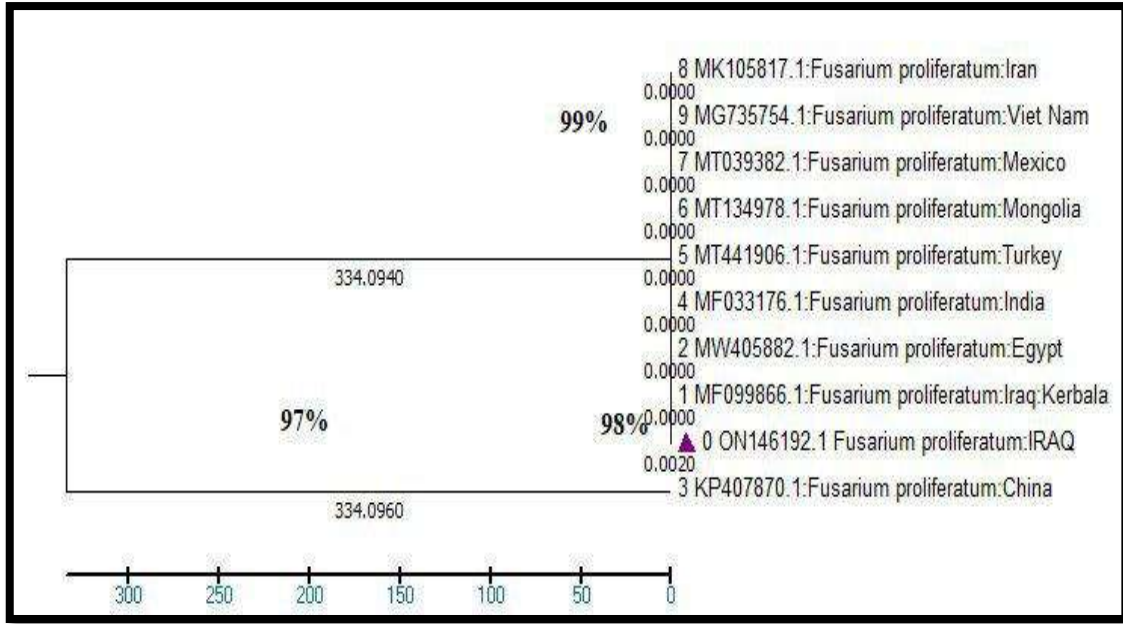 8 MK105817.1:Fusarium proliferatum:Iran
0.0000
99%
9 MG735754.1:Fusarium proliferatum:Viet Nam
0.0000
7 MT039382.1:Fusarium proliferatum:Mexico
0.0000
6 MT134978.1:Fusarium proliferatum:Mongolia
0.0000
5 MT441906.1:Fusarium proliferatum:Turkey
334.0940
0.0000
4 MF033176.1:Fusarium proliferatum:India
0.0000
2 MW405882.1:Fusarium proliferatum:Egypt
0.0000
1 MF099866.1:Fusarium proliferatum:Iraq:Kerbala
97%
98%
0.0000
0 ON146192.1 Fusarium proliferatum:IRAQ
0.0020
3 KP407870.1:Fusarium proliferatum:China
334.0960
300 250 200 150 100 50 0